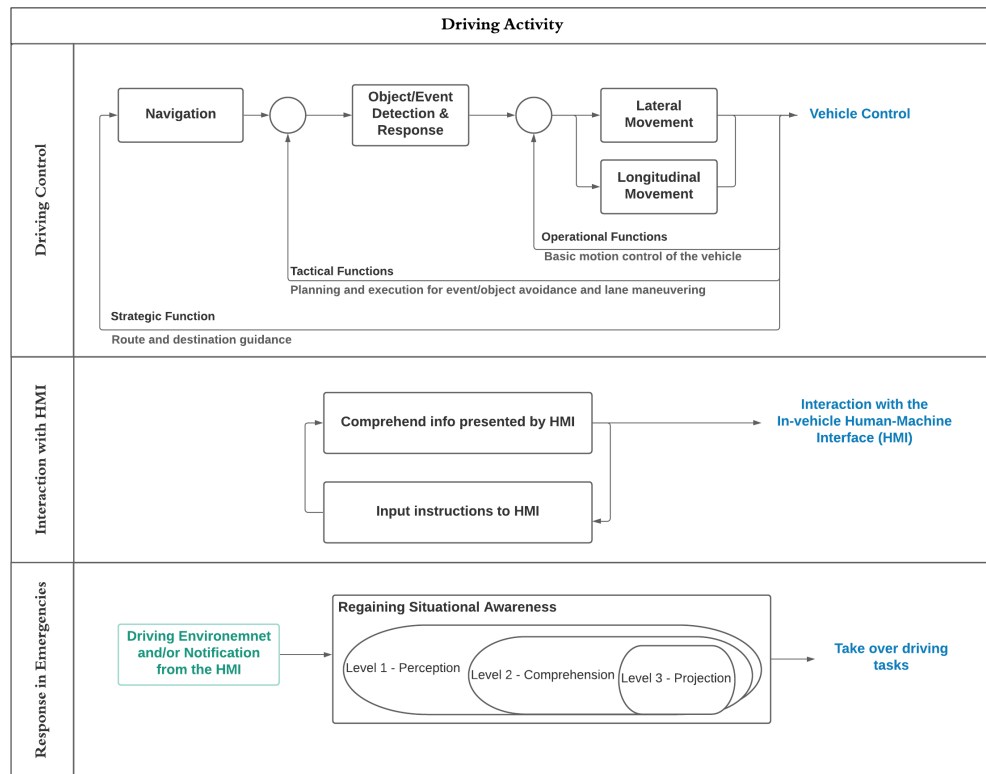 Driving Activity
Driving Control
Navigation
Object/Event
Detection &
Response
Lateral
Movement
Longitudinal
Movement
Vehicle Control
Operational Functions
Basic motion control of the vehicle
Tactical Functions
Planning and execution for event/object avoidance and lane maneuvering
Strategic Function
Route and destination guidance
Interaction with HMI
Comprehend info presented by HMI
Input instructions to HMI
Interaction with the
In-vehicle Human-Machine
Interface (HMI)
Response in Emergencies
Driving Environemnet
and/or Notification
from the HMI
Regaining Situational Awareness
Level 1 - Perception
Level 2 - Comprehension
Level 3 - Projection
Take over driving
tasks